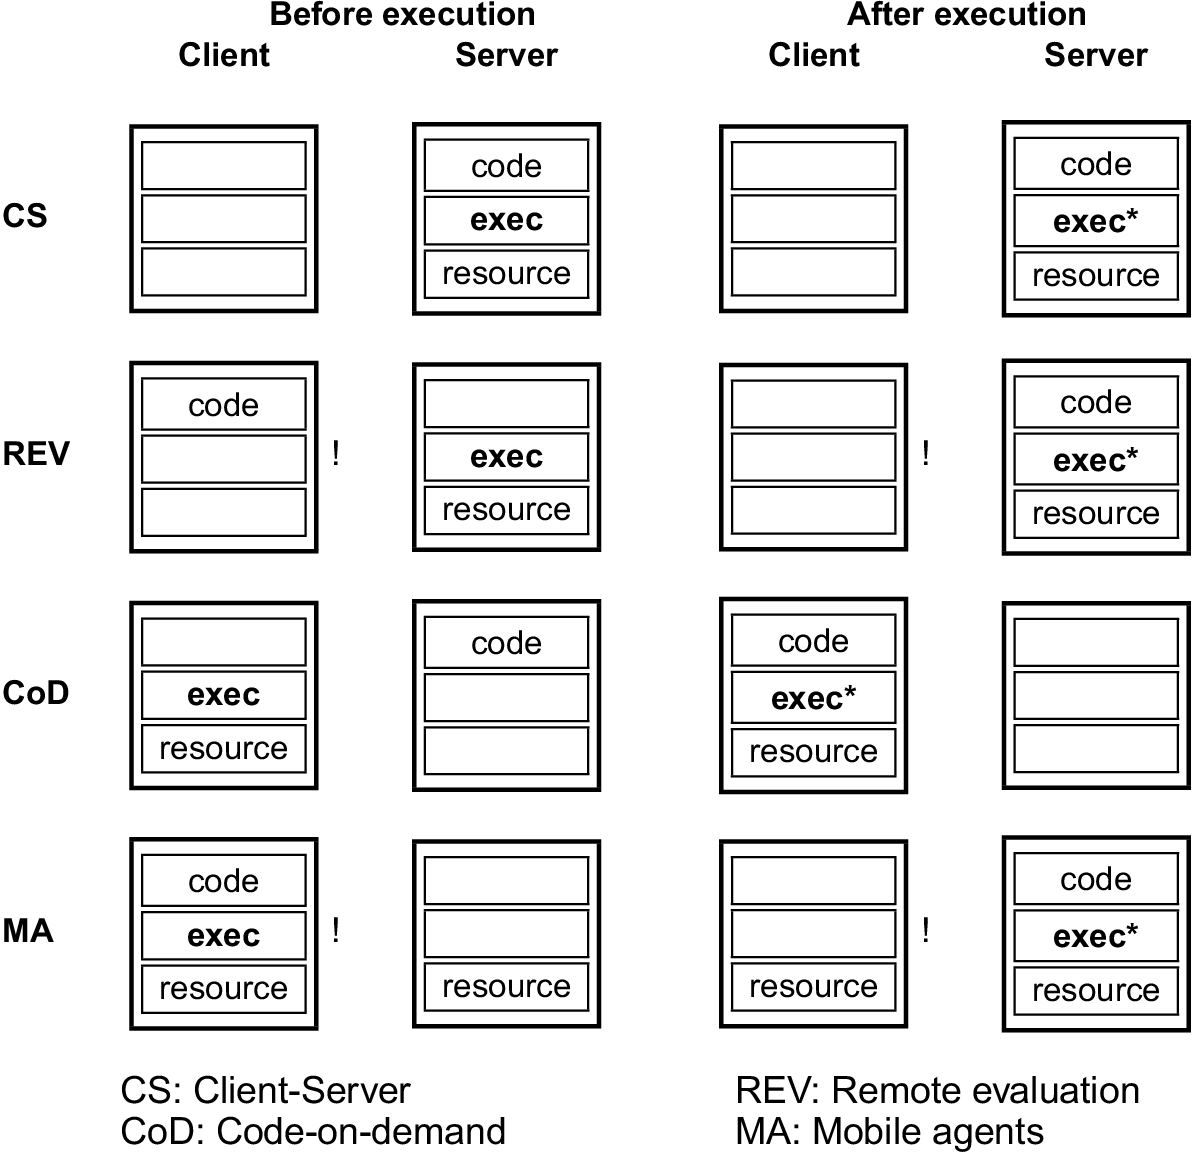 Before execution After execution
Client Server Client Server
code code
CS exec exec*
resource resource
code code
REV ! exec ! exec*
resource resource
code code
CoD exec exec*
resource resource
code code
MA exec ! ! exec*
resource resource resource resource
CS: Client-Server REV: Remote evaluation
CoD: Code-on-demand MA: Mobile agents